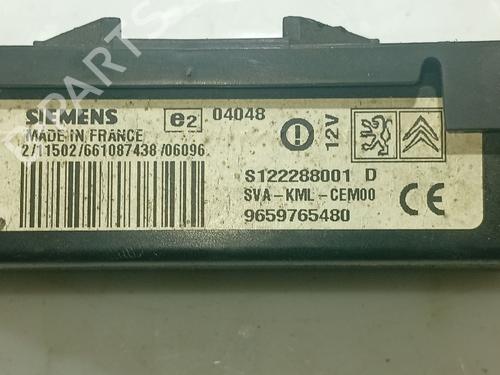 SIEMENS
e2 04048
MADE IN FRANCE
12V
2/11502/661087438/06096
S122288001 D
SVA-KML-CEM00
9659765480
CE